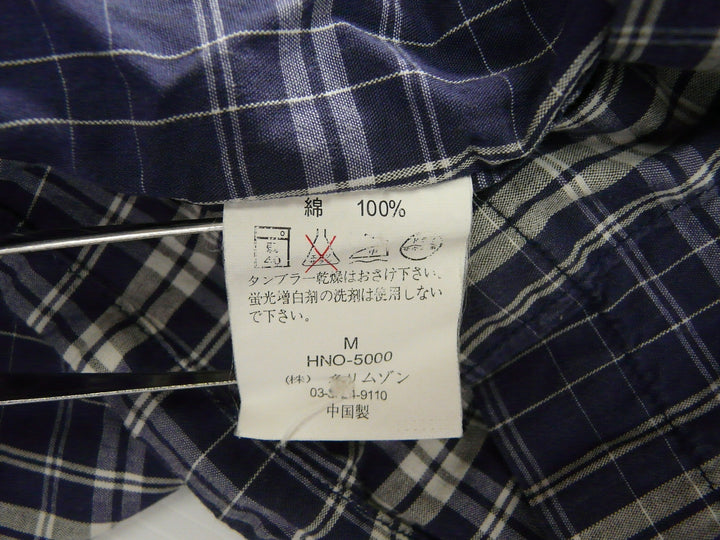 綿 100%
40
タンブラー乾燥はおさけ下さい。
蛍光増白剤の洗剤は使用しない
で下さい。
M
HNO-5000
(株) リムゾン
中国製